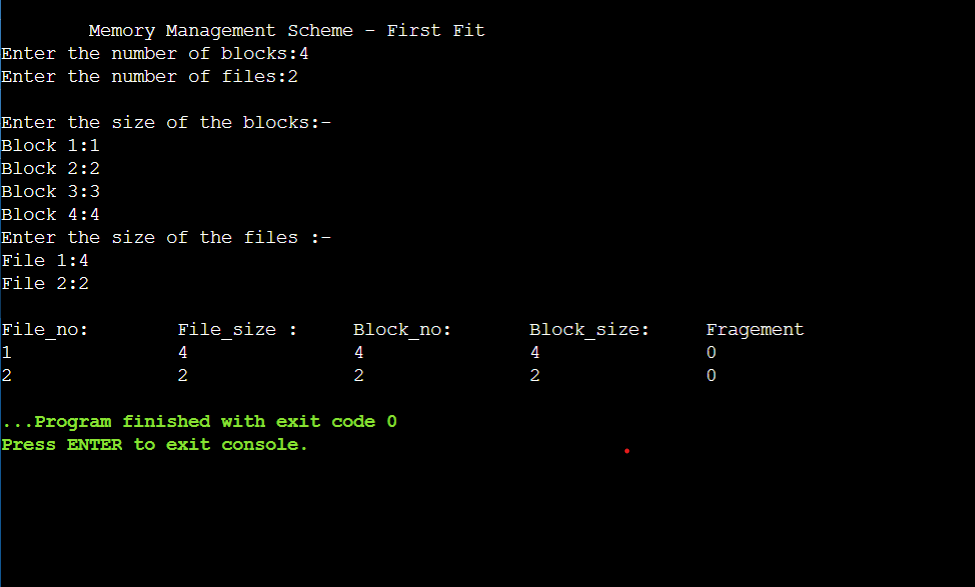 Memory Management Scheme - First Fit
Enter the number of blocks:4
Enter the number of files:2
Enter the size of the blocks:-
Block 1:1
Block 2:2
Block 3:3
Block 4:4
Enter the size of the files :-
File 1:4
File 2:2
File_no: File_size : Block_no: Block_size: Fragement
1 4 4 4 0
2 2 2 2 0
...Program finished with exit code 0
Press ENTER to exit console.